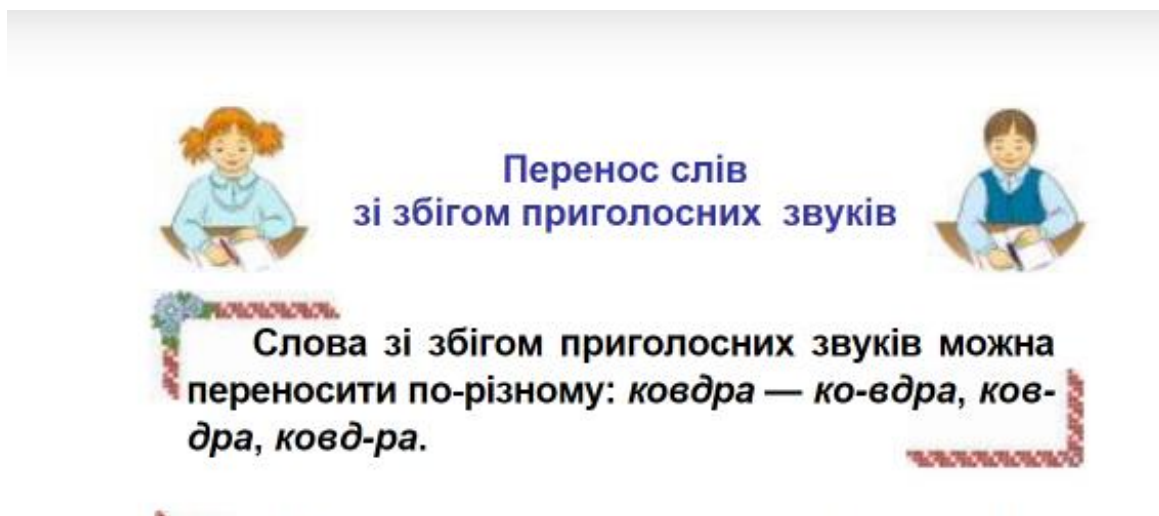 Перенос слів
зі збігом приголосних звуків
Слова зі збігом приголосних звуків можна
переносити по-різному: ковдра — ко-вдра, ков-
дра, ковд-ра.